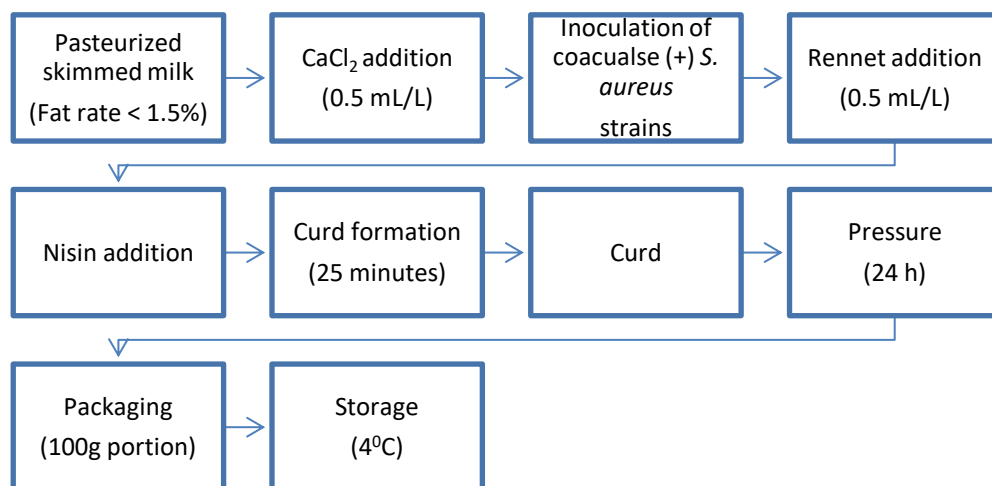 Pasteurized
skimmed milk
(Fat rate < 1.5%)
CaCl₂ addition
(0.5 mL/L)
Inoculation of
coacualse (+) S.
aureus
strains
Rennet addition
(0.5 mL/L)
Nisin addition
Curd formation
(25 minutes)
Curd
Pressure
(24 h)
Packaging
(100g portion)
Storage
(4⁰C)